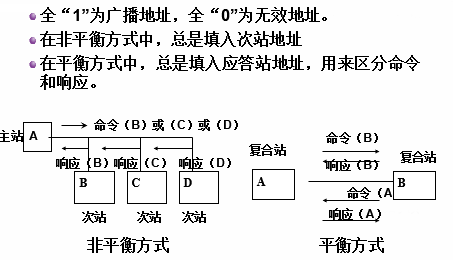 全“1”为广播地址，全“0”为无效地址。
在非平衡方式中，总是填入次站地址
在平衡方式中，总是填入应答站地址，用来区分命令
和响应。
主站 A
命令（B）或（C）或（D）
响应（B） 响应（C） 响应（D）
B C D
次站 次站 次站
非平衡方式
命令（B）
复合站
响应（B）
复合站
A B
命令（A
响应（A）
平衡方式